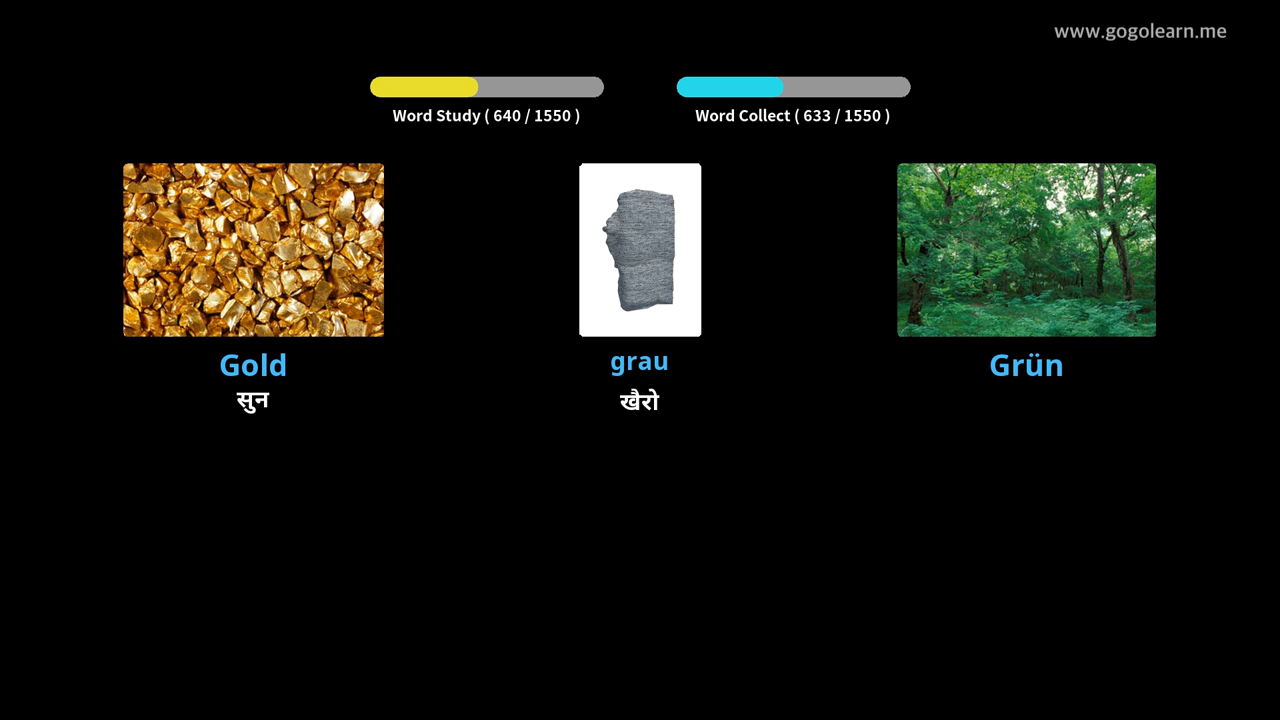 www.gogolearn.me
Word Study ( 640 / 1550 )
Word Collect ( 633 / 1550 )
Gold
सुन
grau
खैरो
Grün